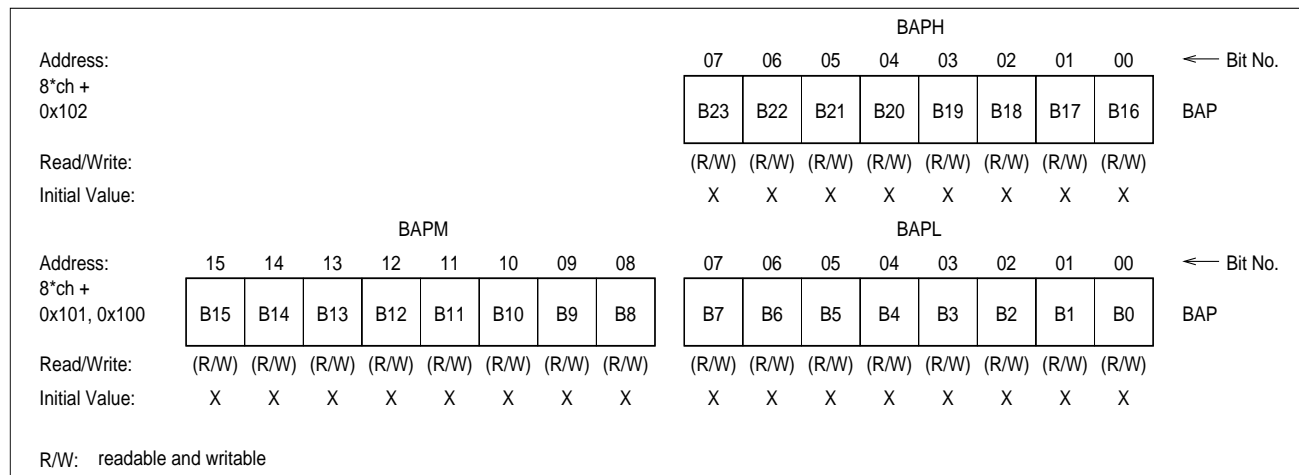 BAPH
Address: 07 06 05 04 03 02 01 00 ← Bit No.
8*ch +
0x102 B23 B22 B21 B20 B19 B18 B17 B16 BAP
Read/Write: (R/W) (R/W) (R/W) (R/W) (R/W) (R/W) (R/W) (R/W)
Initial Value: X X X X X X X X
BAPM BAPL
Address: 15 14 13 12 11 10 09 08 07 06 05 04 03 02 01 00 ← Bit No.
8*ch +
0x101, 0x100 B15 B14 B13 B12 B11 B10 B9 B8 B7 B6 B5 B4 B3 B2 B1 B0 BAP
Read/Write: (R/W) (R/W) (R/W) (R/W) (R/W) (R/W) (R/W) (R/W) (R/W) (R/W) (R/W) (R/W) (R/W) (R/W) (R/W) (R/W)
Initial Value: X X X X X X X X X X X X X X X X
R/W: readable and writable